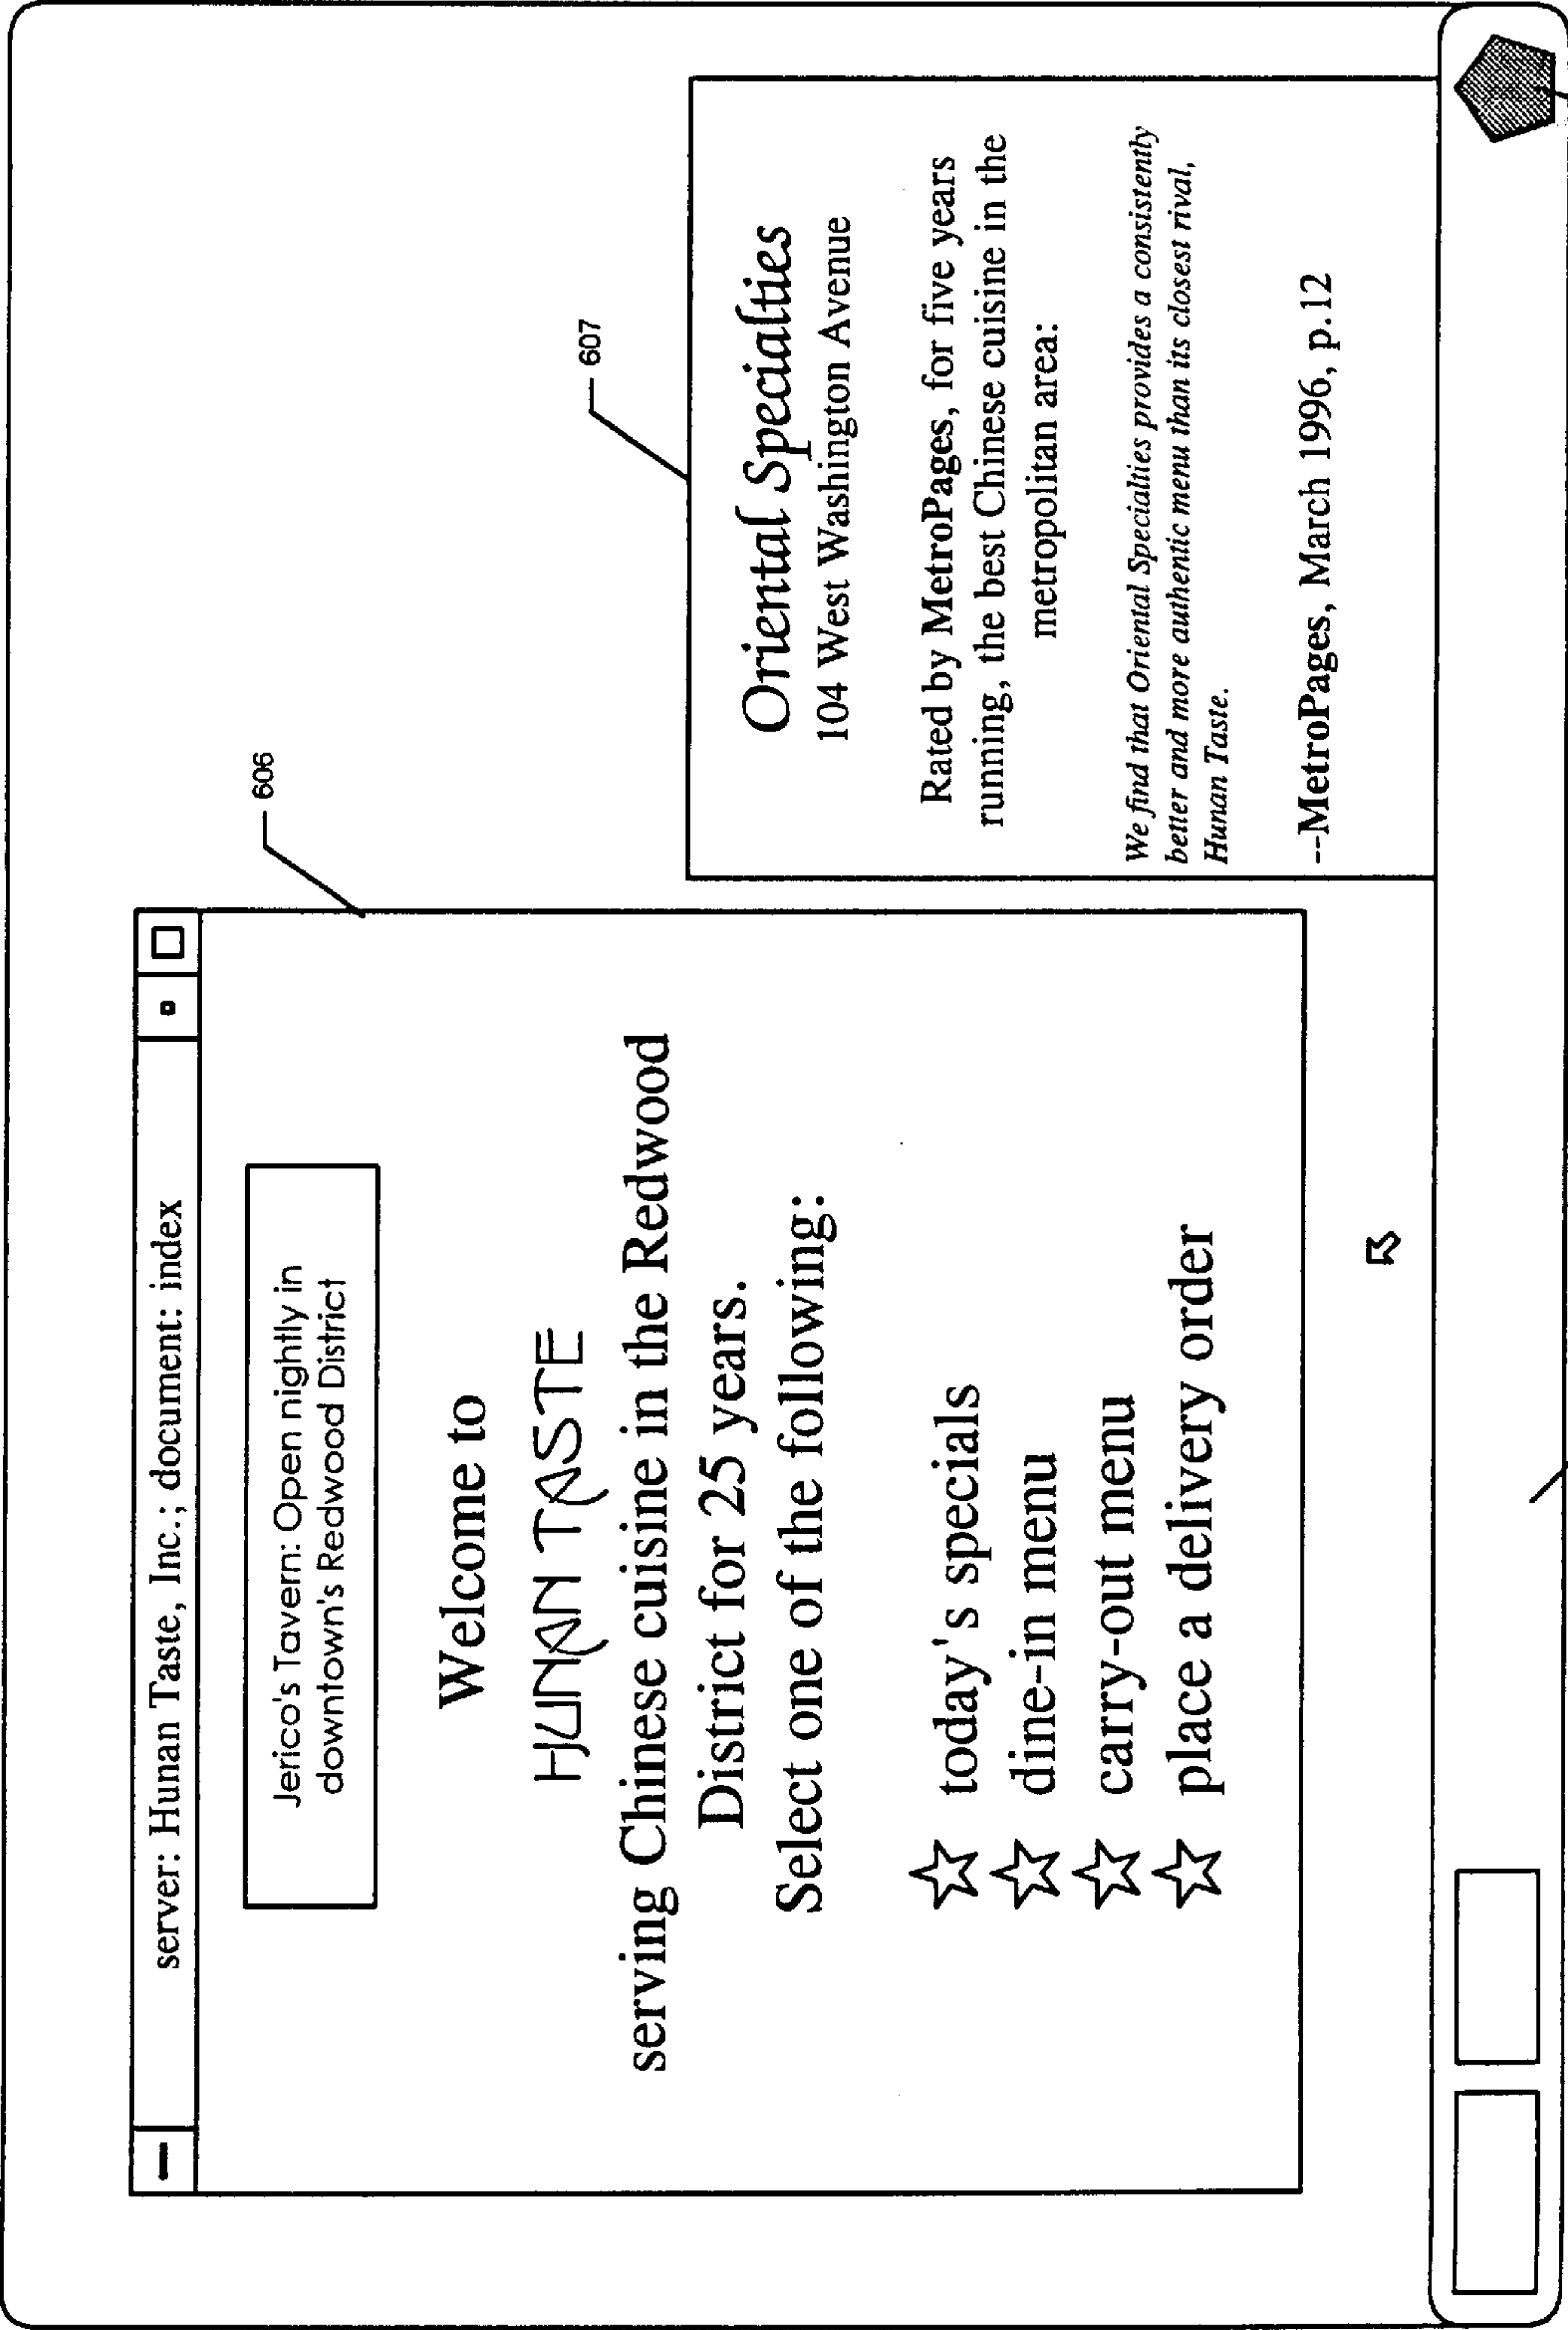 server: Hunan Taste, Inc.; document: index
606
Jerico's Tavern: Open nightly in
downtown's Redwood District
Welcome to
HUNAN TASTE
serving Chinese cuisine in the Redwood
District for 25 years.
Select one of the following:
☆ today's specials
☆ dine-in menu
☆ carry-out menu
☆ place a delivery order
607
Oriental Specialties
104 West Washington Avenue
Rated by MetroPages, for five years
running, the best Chinese cuisine in the
metropolitan area:
We find that Oriental Specialties provides a consistently
better and more authentic menu than its closest rival,
Hunan Taste.
--MetroPages, March 1996, p.12